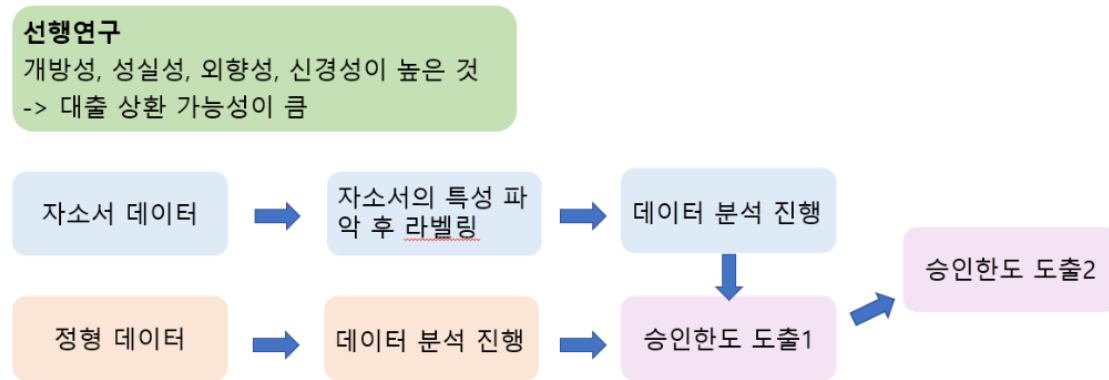 선행연구
개방성, 성실성, 외향성, 신경성이 높은 것
-> 대출 상환 가능성이 큼
자소서 데이터
자소서의 특성 파
악 후 라벨링
데이터 분석 진행
승인한도 도출2
정형 데이터
데이터 분석 진행
승인한도 도출1